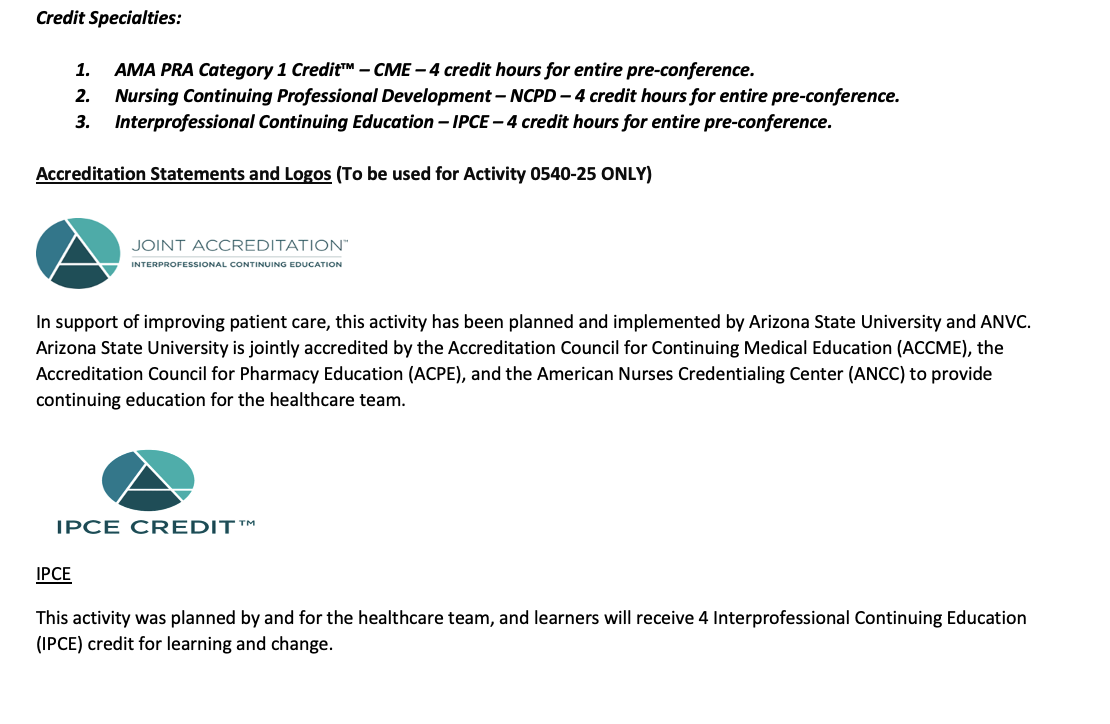 Credit Specialties:
1. AMA PRA Category 1 Credit™ – CME – 4 credit hours for entire pre-conference.
2. Nursing Continuing Professional Development – NCPD – 4 credit hours for entire pre-conference.
3. Interprofessional Continuing Education – IPCE – 4 credit hours for entire pre-conference.
Accreditation Statements and Logos (To be used for Activity 0540-25 ONLY)
JOINT ACCREDITATION™
INTERPROFESSIONAL CONTINUING EDUCATION
In support of improving patient care, this activity has been planned and implemented by Arizona State University and ANVC.
Arizona State University is jointly accredited by the Accreditation Council for Continuing Medical Education (ACCME), the
Accreditation Council for Pharmacy Education (ACPE), and the American Nurses Credentialing Center (ANCC) to provide
continuing education for the healthcare team.
IPCE CREDIT™
IPCE
This activity was planned by and for the healthcare team, and learners will receive 4 Interprofessional Continuing Education
(IPCE) credit for learning and change.